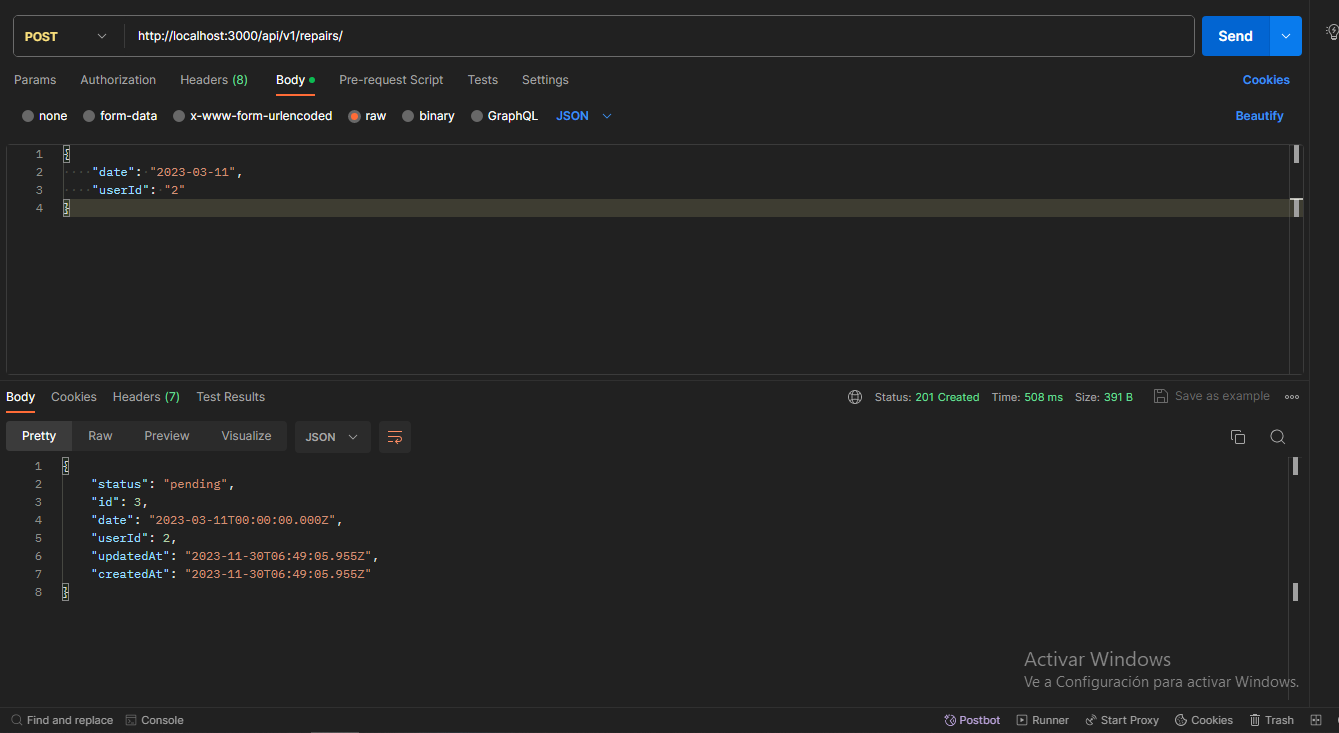 POST http://localhost:3000/api/v1/repairs/ Send
Params Authorization Headers (8) Body Pre-request Script Tests Settings Cookies
none form-data x-www-form-urlencoded raw binary GraphQL JSON Beautify
1 {
2 "date": "2023-03-11",
3 "userId": "2"
4 }
Body Cookies Headers (7) Test Results Status: 201 Created Time: 508 ms Size: 391 B Save as example
Pretty Raw Preview Visualize JSON
1 {
2 "status": "pending",
3 "id": 3,
4 "date": "2023-03-11T00:00:00.000Z",
5 "userId": 2,
6 "updatedAt": "2023-11-30T06:49:05.955Z",
7 "createdAt": "2023-11-30T06:49:05.955Z"
8 }
Activar Windows
Ve a Configuración para activar Windows.
Find and replace Console Postbot Runner Start Proxy Cookies Trash